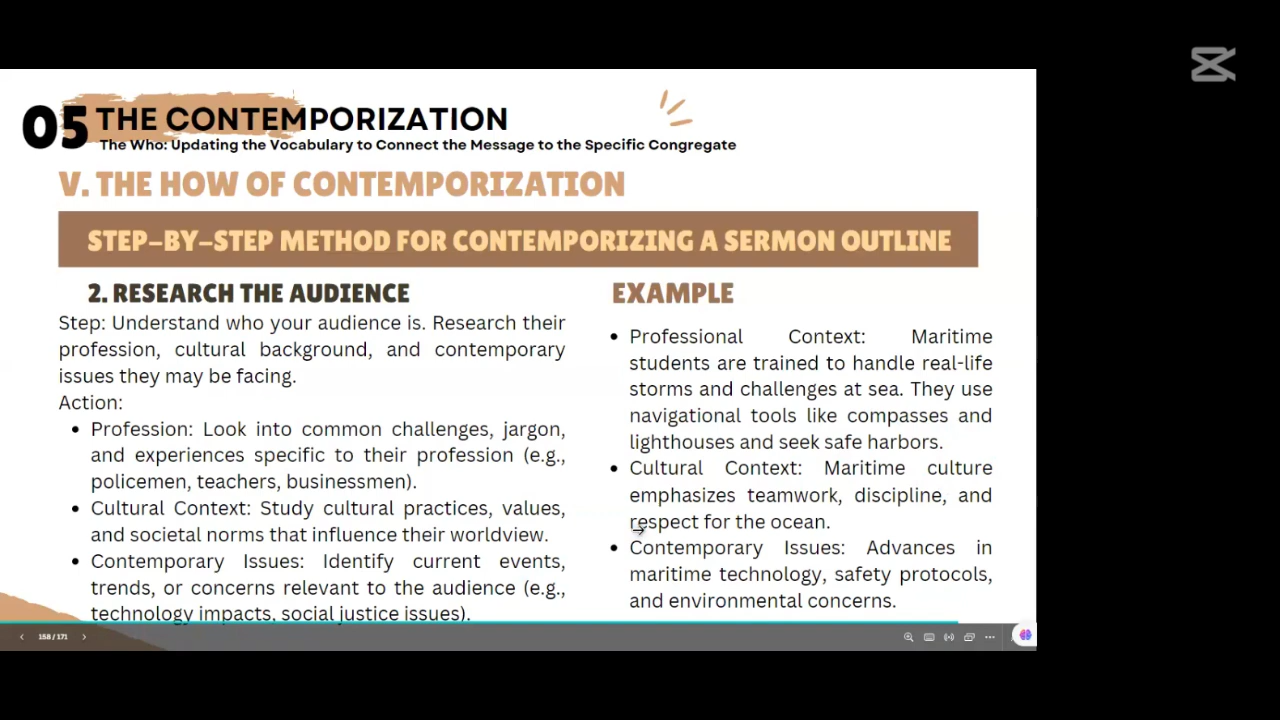 05 THE CONTEMPORIZATION
The Who: Updating the Vocabulary to Connect the Message to the Specific Congregate
V. THE HOW OF CONTEMPORIZATION
STEP-BY-STEP METHOD FOR CONTEMPORIZING A SERMON OUTLINE
2. RESEARCH THE AUDIENCE
Step: Understand who your audience is. Research their
profession, cultural background, and contemporary
issues they may be facing.
Action:
• Profession: Look into common challenges, jargon,
and experiences specific to their profession (e.g.,
policemen, teachers, businessmen).
• Cultural Context: Study cultural practices, values,
and societal norms that influence their worldview.
• Contemporary Issues: Identify current events,
trends, or concerns relevant to the audience (e.g.,
technology impacts, social justice issues).
EXAMPLE
• Professional Context: Maritime
students are trained to handle real-life
storms and challenges at sea. They use
navigational tools like compasses and
lighthouses and seek safe harbors.
• Cultural Context: Maritime culture
emphasizes teamwork, discipline, and
respect for the ocean.
• Contemporary Issues: Advances in
maritime technology, safety protocols,
and environmental concerns.
158 / 171